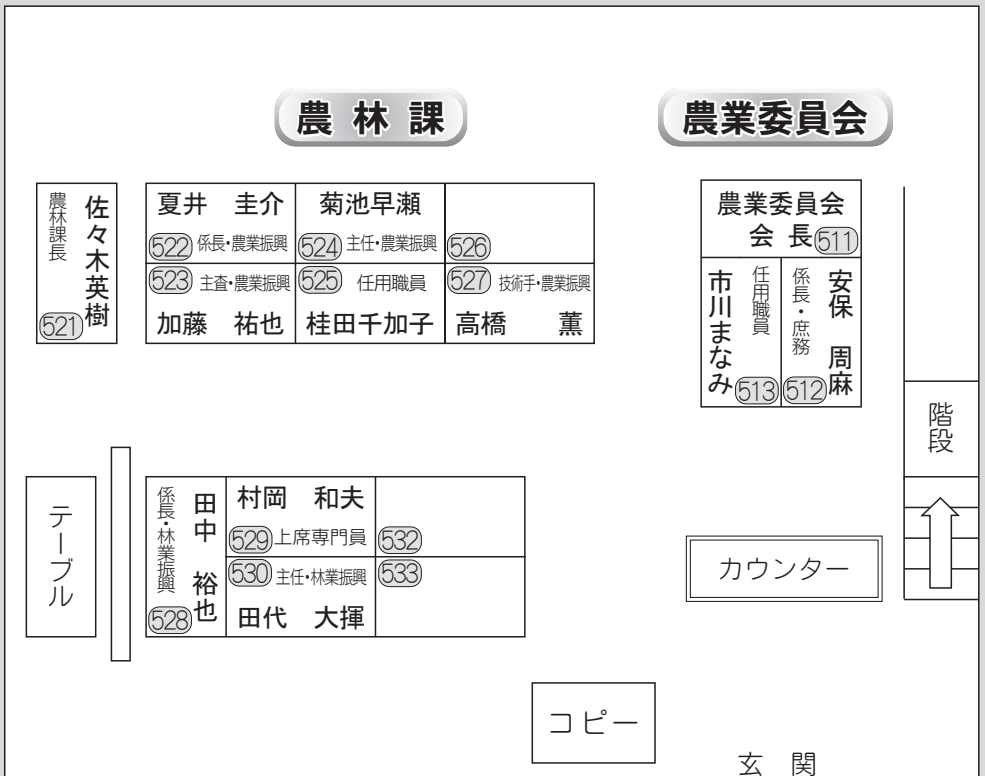 農林課
農業委員会
農林課長
佐々木英樹
521
夏井　圭介
522 係長・農業振興
菊池早瀬
524 主任・農業振興
526
523 主査・農業振興
加藤　祐也
525 任用職員
桂田千加子
527 技術手・農業振興
高橋　薫
農業委員会
会長 511
係長・庶務
安保　周麻
512
任用職員
市川まなみ
513
階段
テーブル
係長・林業振興
田中　裕也
528
村岡　和夫
529 上席専門員
532
530 主任・林業振興
田代　大揮
533
カウンター
コピー
玄関